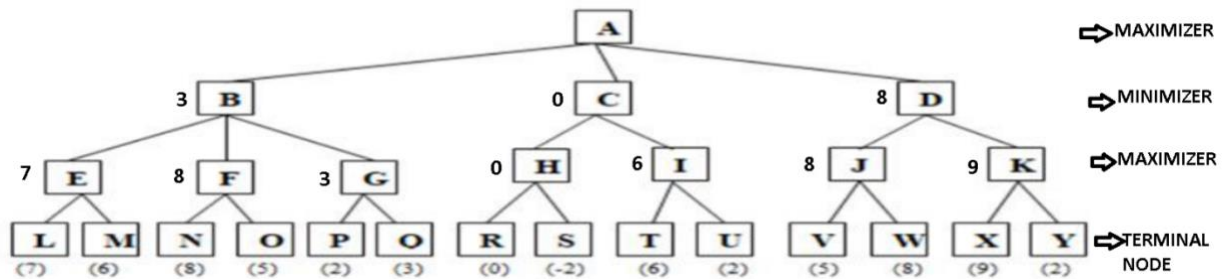 A MAXIMIZER
3 B 0 C 8 D MINIMIZER
7 E 8 F 3 G 0 H 6 I 8 J 9 K MAXIMIZER
L M N O P Q R S T U V W X Y TERMINAL
(7) (6) (8) (5) (2) (3) (0) (-2) (6) (2) (5) (8) (9) (2) NODE